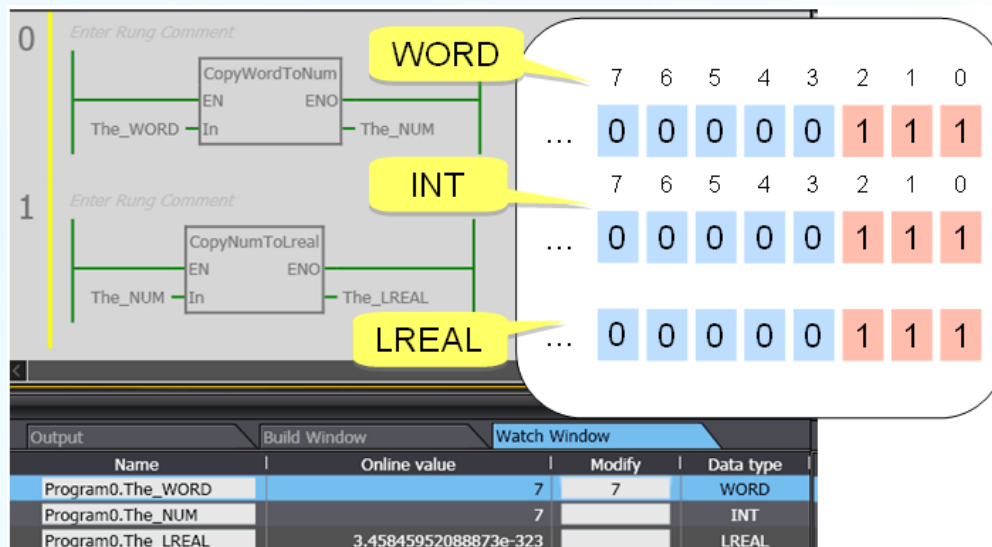 0
Enter Rung Comment
CopyWordToNum
EN ENO
The_WORD In The_NUM
1
Enter Rung Comment
CopyNumToLreal
EN ENO
The_NUM In The_LREAL
WORD
7 6 5 4 3 2 1 0
... 0 0 0 0 0 1 1 1
INT
7 6 5 4 3 2 1 0
... 0 0 0 0 0 1 1 1
LREAL
... 0 0 0 0 0 1 1 1
Output Build Window Watch Window
Name Online value Modify Data type
Program0.The_WORD 7 7 WORD
Program0.The_NUM 7 INT
Program0.The_LREAL 3.45845952088873e-323 LREAL